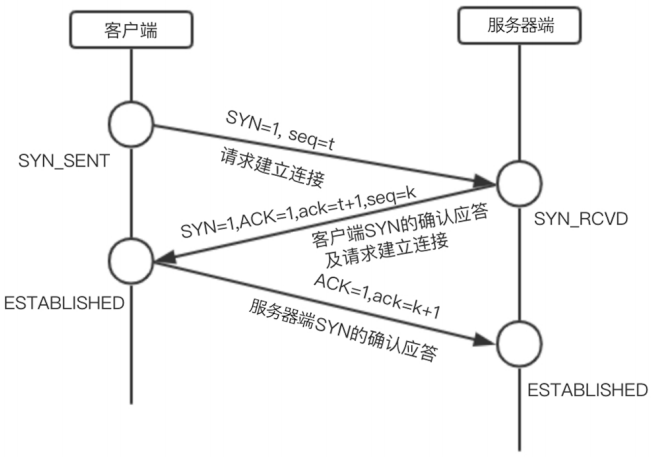 客户端
服务器端
SYN=1, seq=t
请求建立连接
SYN_SENT
SYN=1,ACK=1,ack=t+1,seq=k
客户端SYN的确认应答
及请求建立连接
SYN_RCVD
ESTABLISHED
ACK=1,ack=k+1
服务器端SYN的确认应答
ESTABLISHED